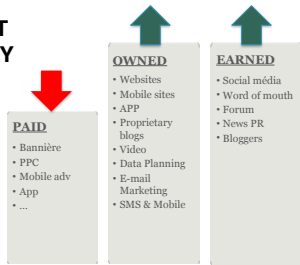 T
Y
PAID
• Bannière
• PPC
• Mobile adv
• App
• ...
OWNED
• Websites
• Mobile sites
• APP
• Proprietary
blogs
• Video
• Data Planning
• E-mail
Marketing
• SMS & Mobile
EARNED
• Social média
• Word of mouth
• Forum
• News PR
• Bloggers